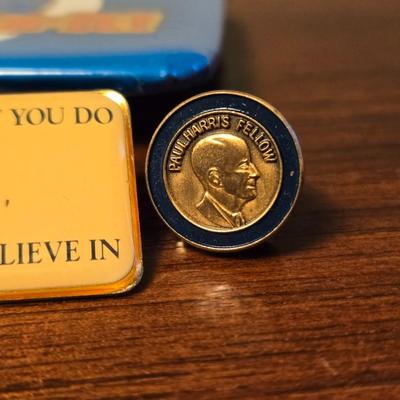 YOU DO
LIEVE IN
PAUL HARRIS FELLOW